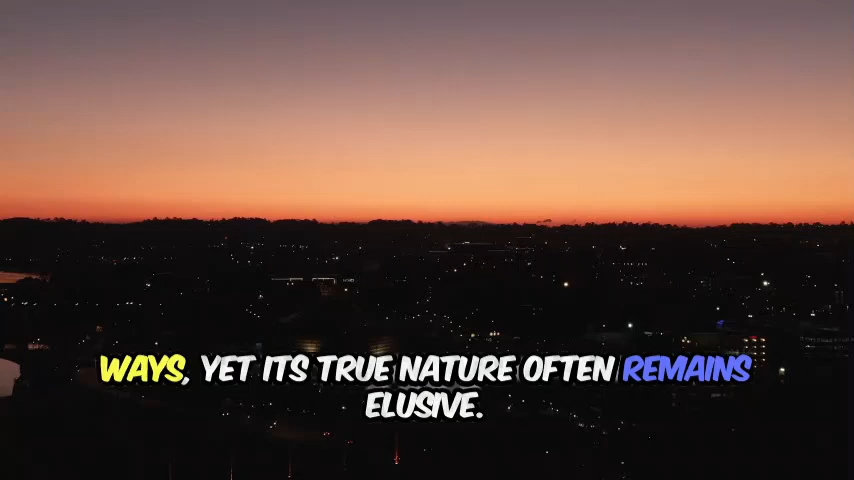 WAYS, YET ITS TRUE NATURE OFTEN REMAINS
ELUSIVE.